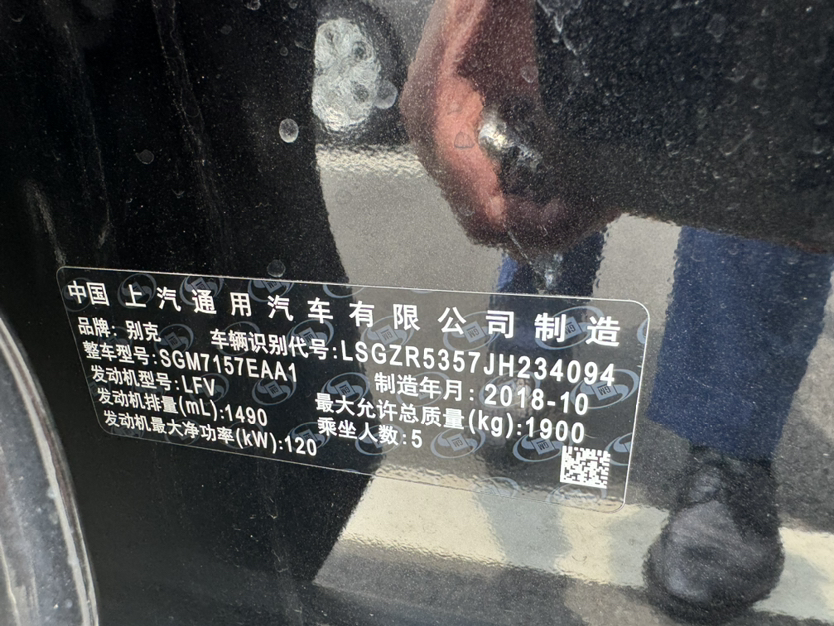 中国 上汽通用汽车有限公司制造
品牌: 别克 车辆识别代号:LSGZR5357JH234094
整车型号:SGM7157EAA1 制造年月: 2018-10
发动机型号:LFV 最大允许总质量(kg):1900
发动机排量(mL):1490 乘坐人数:5
发动机最大净功率(kW):120